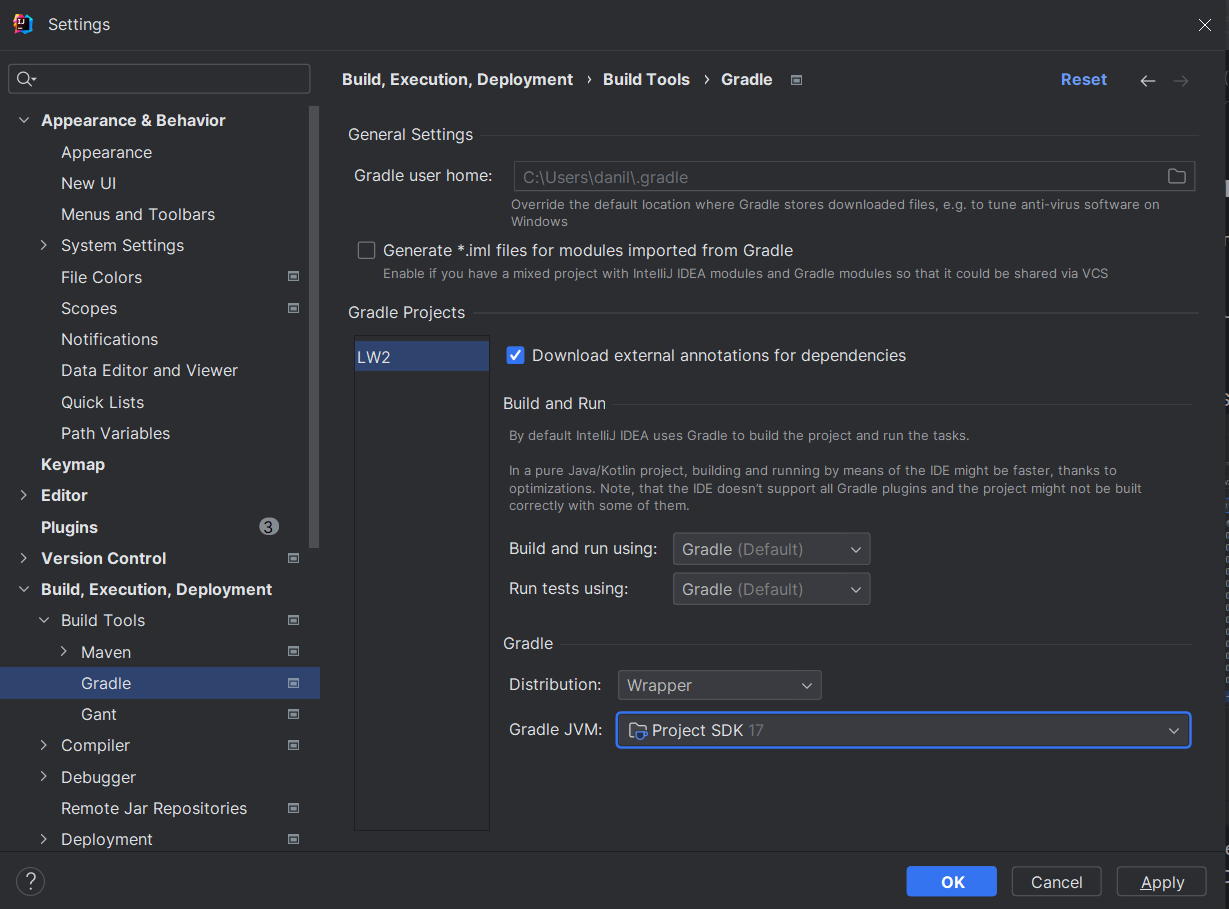 Settings
Appearance & Behavior
Appearance
New UI
Menus and Toolbars
System Settings
File Colors
Scopes
Notifications
Data Editor and Viewer
Quick Lists
Path Variables
Keymap
Editor
Plugins 3
Version Control
Build, Execution, Deployment
Build Tools
Maven
Gradle
Gant
Compiler
Debugger
Remote Jar Repositories
Deployment
Build, Execution, Deployment › Build Tools › Gradle
Reset
General Settings
Gradle user home: C:\Users\danil\.gradle
Override the default location where Gradle stores downloaded files, e.g. to tune anti-virus software on
Windows
Generate *.iml files for modules imported from Gradle
Enable if you have a mixed project with IntelliJ IDEA modules and Gradle modules so that it could be shared via VCS
Gradle Projects
LW2
Download external annotations for dependencies
Build and Run
By default IntelliJ IDEA uses Gradle to build the project and run the tasks.
In a pure Java/Kotlin project, building and running by means of the IDE might be faster, thanks to
optimizations. Note, that the IDE doesn't support all Gradle plugins and the project might not be built
correctly with some of them.
Build and run using: Gradle (Default)
Run tests using: Gradle (Default)
Gradle
Distribution: Wrapper
Gradle JVM: Project SDK 17
?
OK
Cancel
Apply